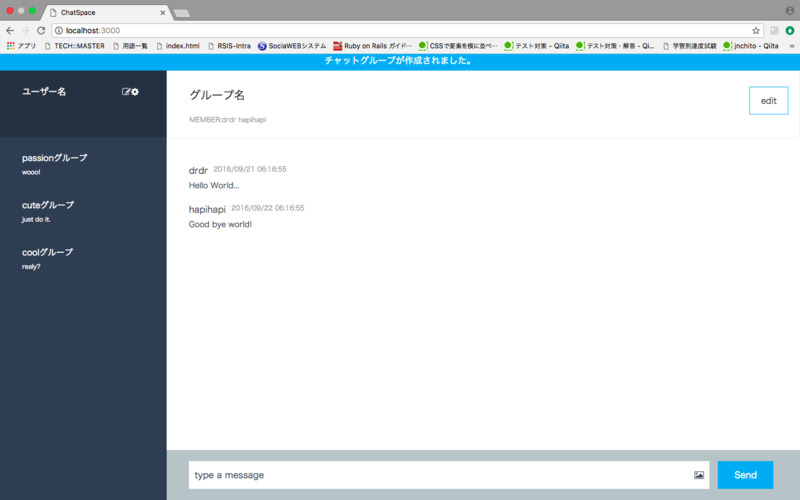 ChatSpace
localhost:3000
アプリ TECH::MASTER 用語一覧 index.html RSIS-Intra SociaWEBシステム Ruby on Rails ガイド… CSSで要素を横に並べ… テスト対策 - Qiita テスト対策・解答 - Qi… 学習到達度試験 jnchito - Qiita »
チャットグループが作成されました。
ユーザー名
passionグループ
wooo!
cuteグループ
just do it.
coolグループ
realy?
グループ名
MEMBER:drdr hapihapi
edit
drdr 2016/09/21 06:16:55
Hello World...
hapihapi 2016/09/22 06:16:55
Good bye world!
type a message
Send